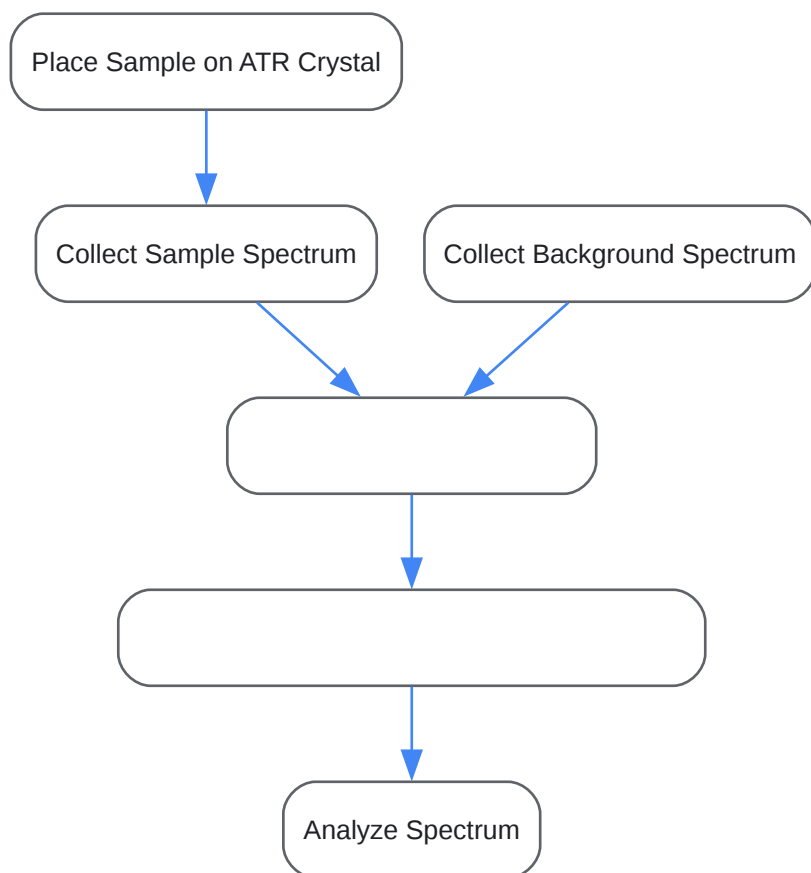 Place Sample on ATR Crystal
Collect Sample Spectrum
Collect Background Spectrum
Analyze Spectrum